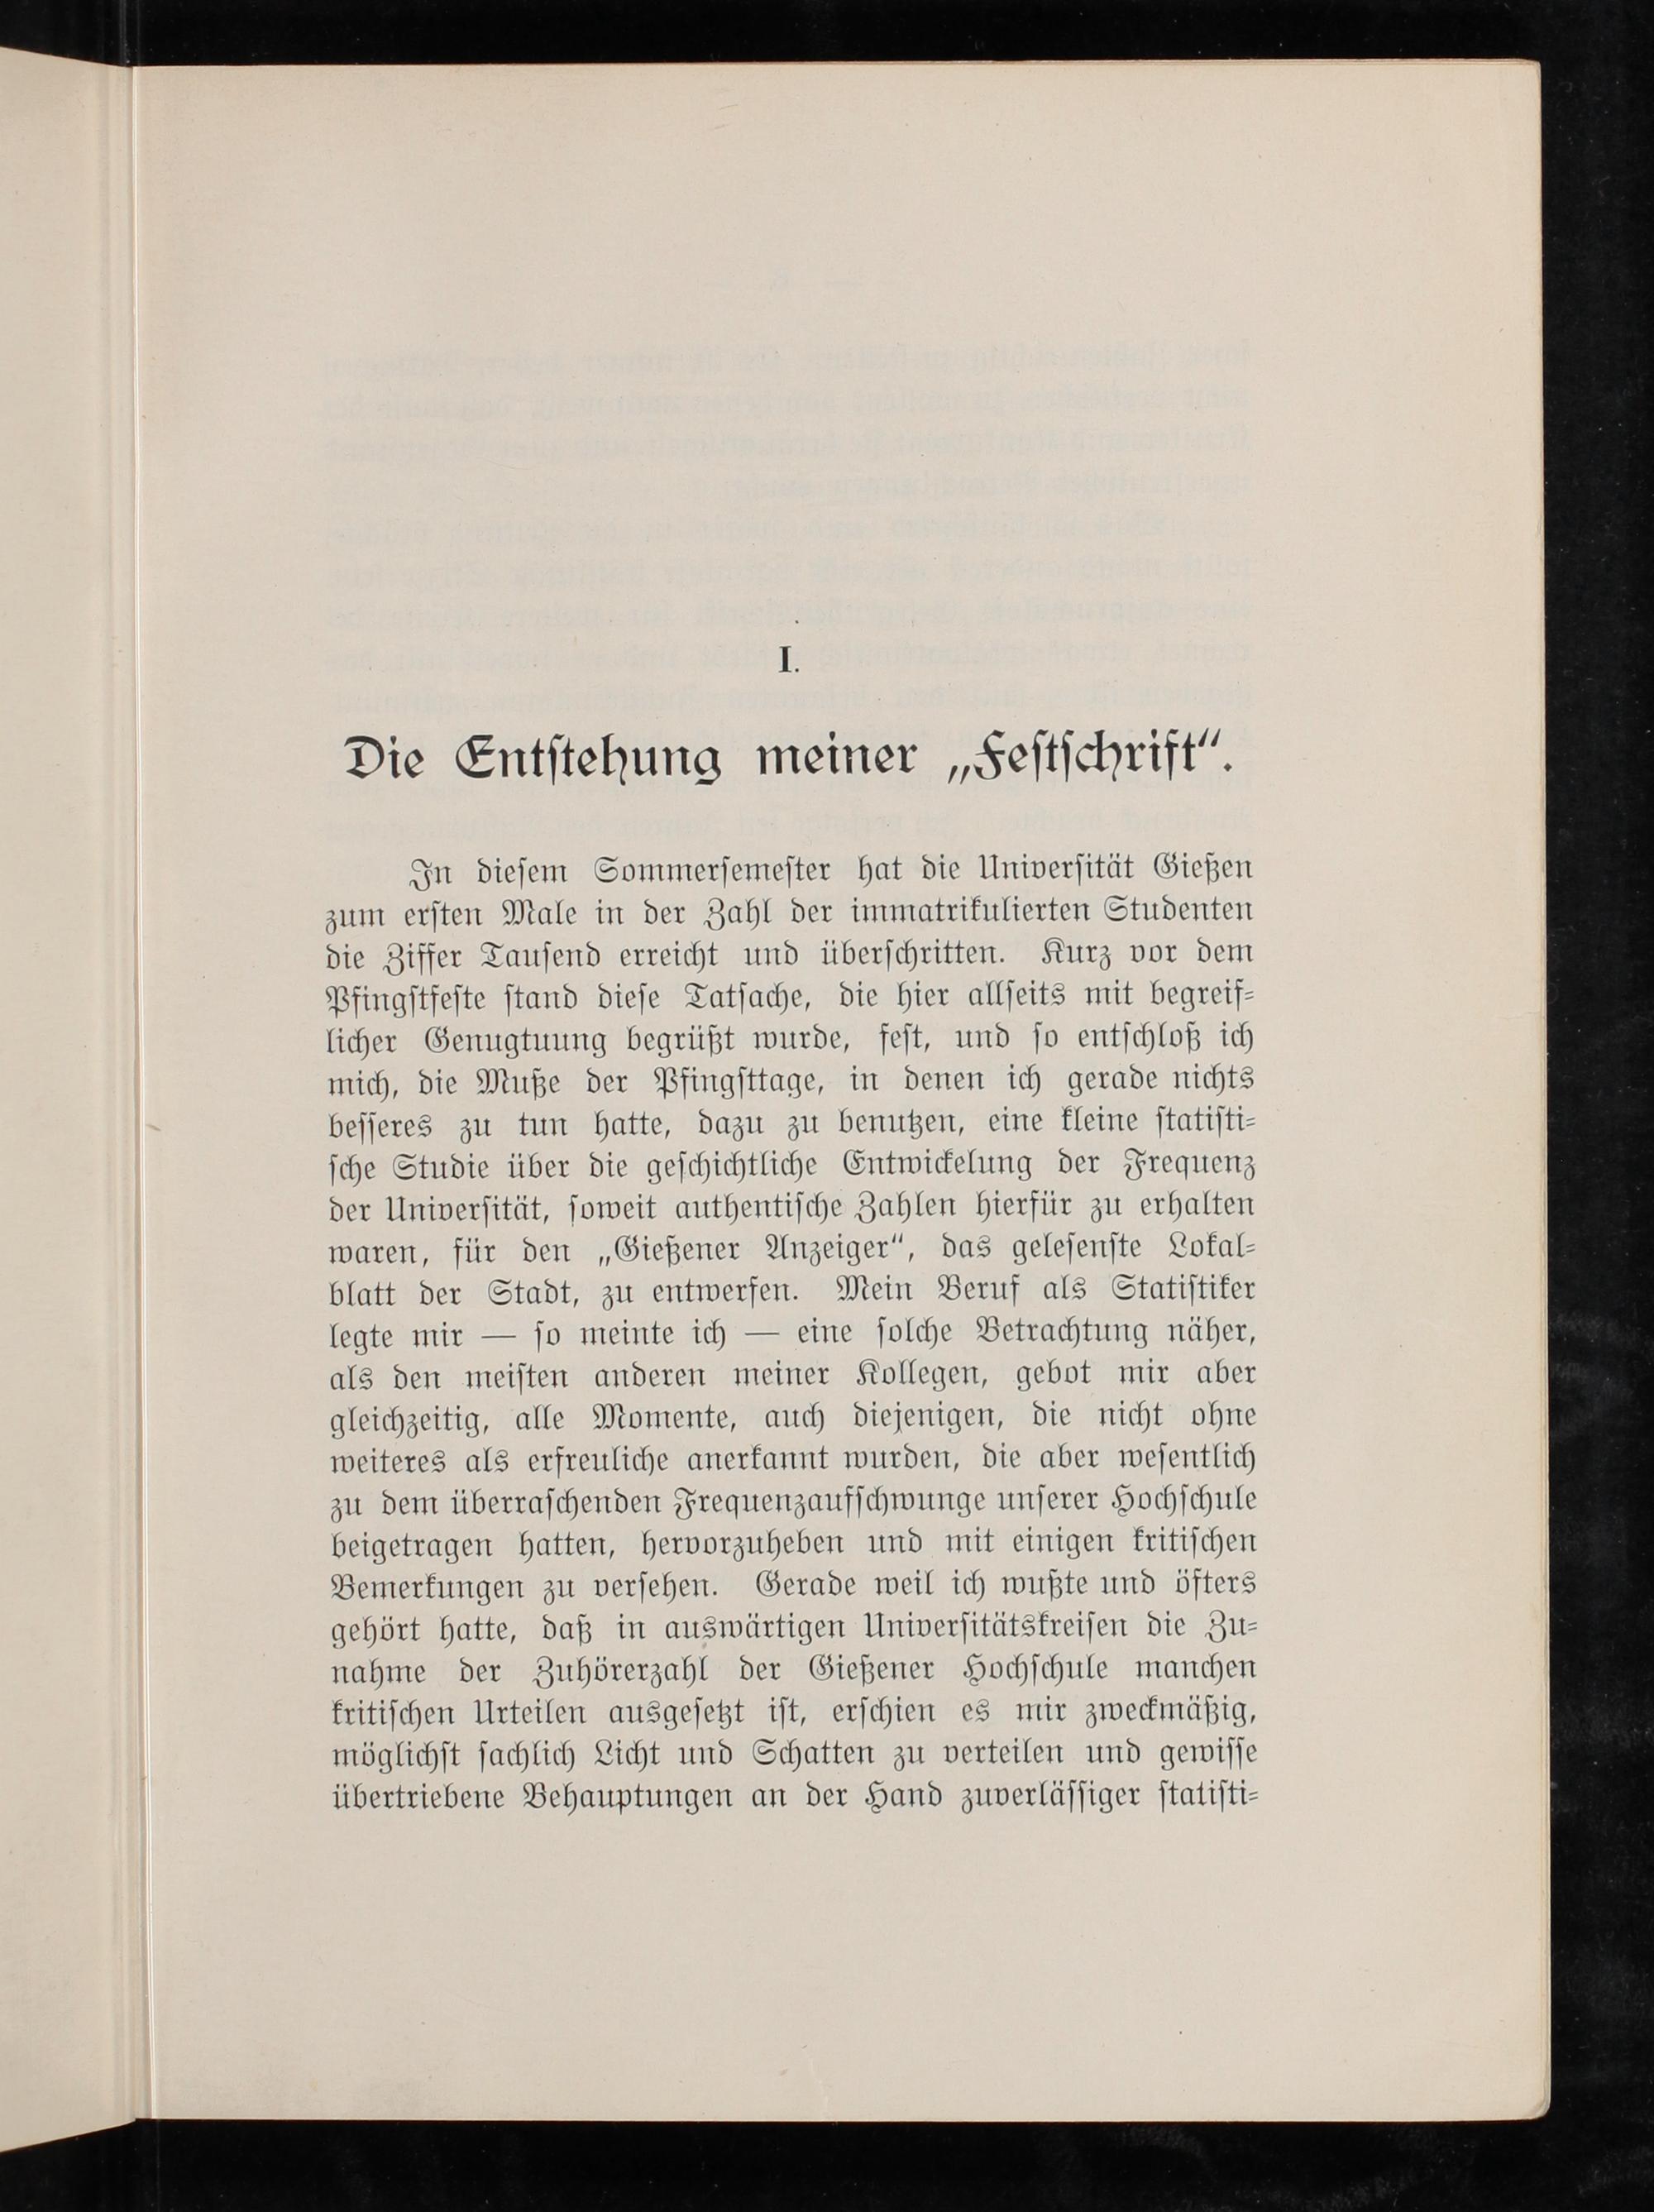 I.
Die Entſtehung meiner „Feſtſchrift“.
In dieſem Sommerſemeſter hat die Univerſität Gießen
zum erſten Male in der Zahl der immatrikulierten Studenten
die Ziffer Tauſend erreicht und überſchritten. Kurz vor dem
Pfingſtfeſte ſtand dieſe Tatſache, die hier allſeits mit begreif-
licher Genugtuung begrüßt wurde, feſt, und ſo entſchloß ich
mich, die Muße der Pfingſttage, in denen ich gerade nichts
beſſeres zu tun hatte, dazu zu benutzen, eine kleine ſtatiſti-
ſche Studie über die geſchichtliche Entwickelung der Frequenz
der Univerſität, ſoweit authentiſche Zahlen hierfür zu erhalten
waren, für den „Gießener Anzeiger“, das geleſenſte Lokal-
blatt der Stadt, zu entwerfen. Mein Beruf als Statiſtiker
legte mir — ſo meinte ich — eine ſolche Betrachtung näher,
als den meiſten anderen meiner Kollegen, gebot mir aber
gleichzeitig, alle Momente, auch diejenigen, die nicht ohne
weiteres als erfreuliche anerkannt wurden, die aber weſentlich
zu dem überraſchenden Frequenzaufſchwunge unſerer Hochſchule
beigetragen hatten, hervorzuheben und mit einigen kritiſchen
Bemerkungen zu verſehen. Gerade weil ich wußte und öfters
gehört hatte, daß in auswärtigen Univerſitätskreiſen die Zu-
nahme der Zuhörerzahl der Gießener Hochſchule manchen
kritiſchen Urteilen ausgeſetzt iſt, erſchien es mir zweckmäßig,
möglichſt ſachlich Licht und Schatten zu verteilen und gewiſſe
übertriebene Behauptungen an der Hand zuverläſſiger ſtatiſti-